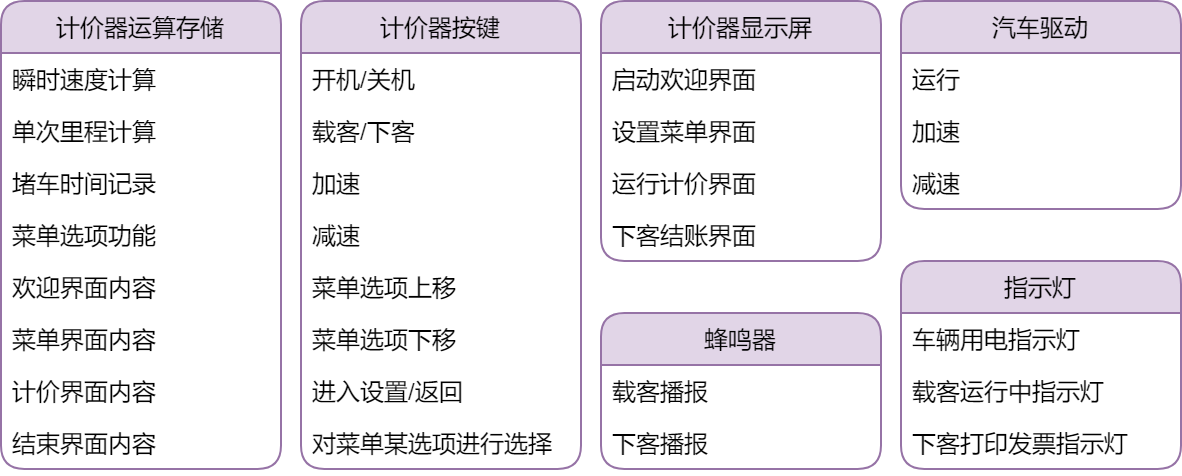 计价器运算存储
瞬时速度计算
单次里程计算
堵车时间记录
菜单选项功能
欢迎界面内容
菜单界面内容
计价界面内容
结束界面内容
计价器按键
开机/关机
载客/下客
加速
减速
菜单选项上移
菜单选项下移
进入设置/返回
对菜单某选项进行选择
计价器显示屏
启动欢迎界面
设置菜单界面
运行计价界面
下客结账界面
蜂鸣器
载客播报
下客播报
汽车驱动
运行
加速
减速
指示灯
车辆用电指示灯
载客运行中指示灯
下客打印发票指示灯